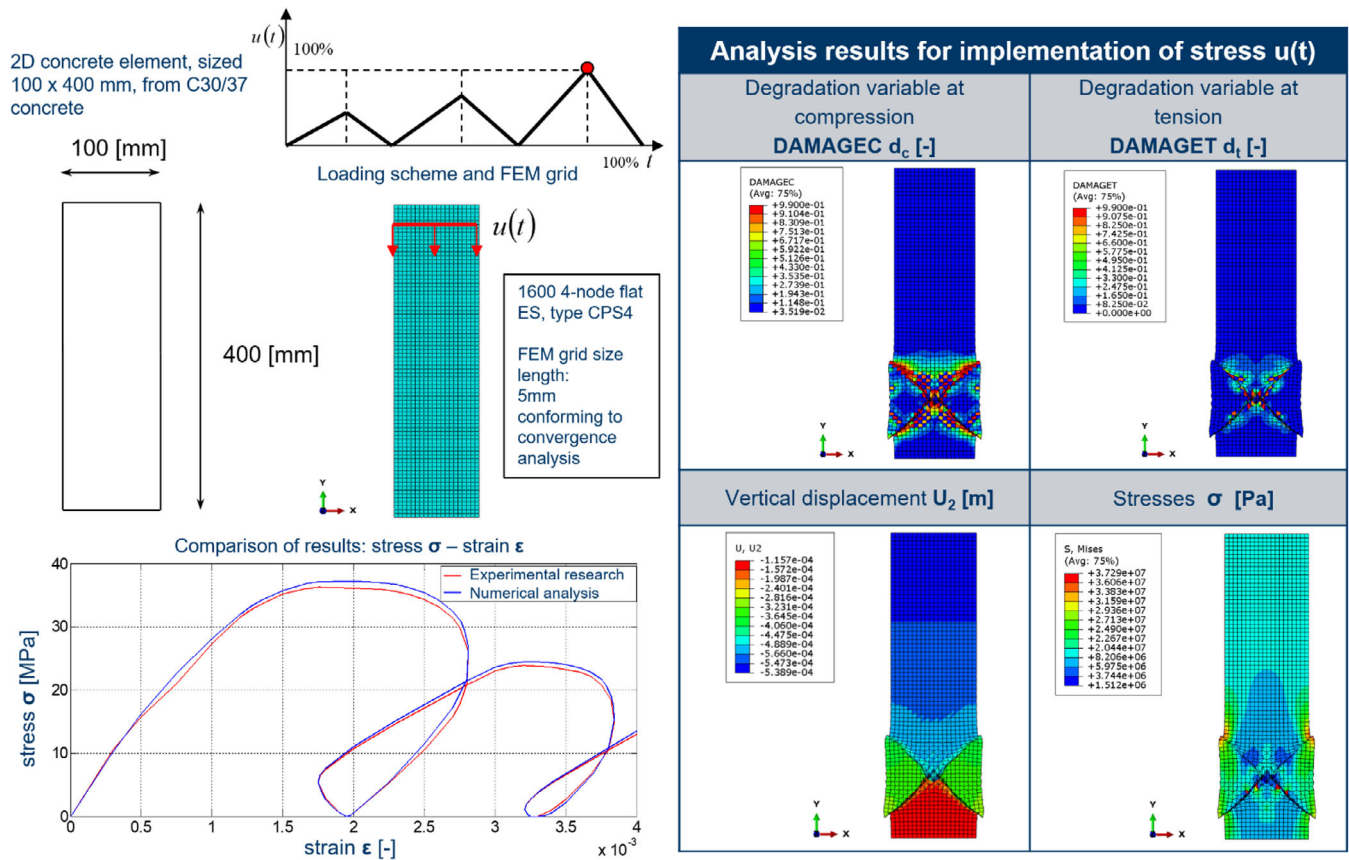 2D concrete element, sized
100 x 400 mm, from C30/37
concrete
u(t)
100%
100% t
Loading scheme and FEM grid
100 [mm]
400 [mm]
u(t)
1600 4-node flat
ES, type CPS4
FEM grid size
length:
5mm
conforming to
convergence
analysis
Y
X
Comparison of results: stress σ – strain ε
Experimental research
Numerical analysis
stress σ [MPa]
40
30
20
10
0
0
0.5
1
1.5
2
2.5
3
3.5
4
x 10⁻³
strain ε [-]
Analysis results for implementation of stress u(t)
Degradation variable at
compression
DAMAGEC d_c [-]
Degradation variable at
tension
DAMAGET d_t [-]
DAMAGEC
(Avg: 75%)
+9.900e-01
+9.104e-01
+8.309e-01
+7.513e-01
+6.717e-01
+5.922e-01
+5.126e-01
+4.330e-01
+3.535e-01
+2.739e-01
+1.943e-01
+1.148e-01
+3.519e-02
Y
X
DAMAGET
(Avg: 75%)
+9.900e-01
+9.075e-01
+8.250e-01
+7.425e-01
+6.600e-01
+5.775e-01
+4.950e-01
+4.125e-01
+3.300e-01
+2.475e-01
+1.650e-01
+8.250e-02
+0.000e+00
Y
X
Vertical displacement U₂ [m]
Stresses σ [Pa]
U, U2
-1.157e-04
-1.572e-04
-1.987e-04
-2.401e-04
-2.816e-04
-3.231e-04
-3.645e-04
-4.060e-04
-4.475e-04
-4.889e-04
-5.660e-04
-5.473e-04
-5.389e-04
Y
X
S, Mises
(Avg: 75%)
+3.729e+07
+3.606e+07
+3.383e+07
+3.159e+07
+2.936e+07
+2.713e+07
+2.490e+07
+2.267e+07
+2.044e+07
+8.206e+06
+5.975e+06
+3.744e+06
+1.512e+06
Y
X